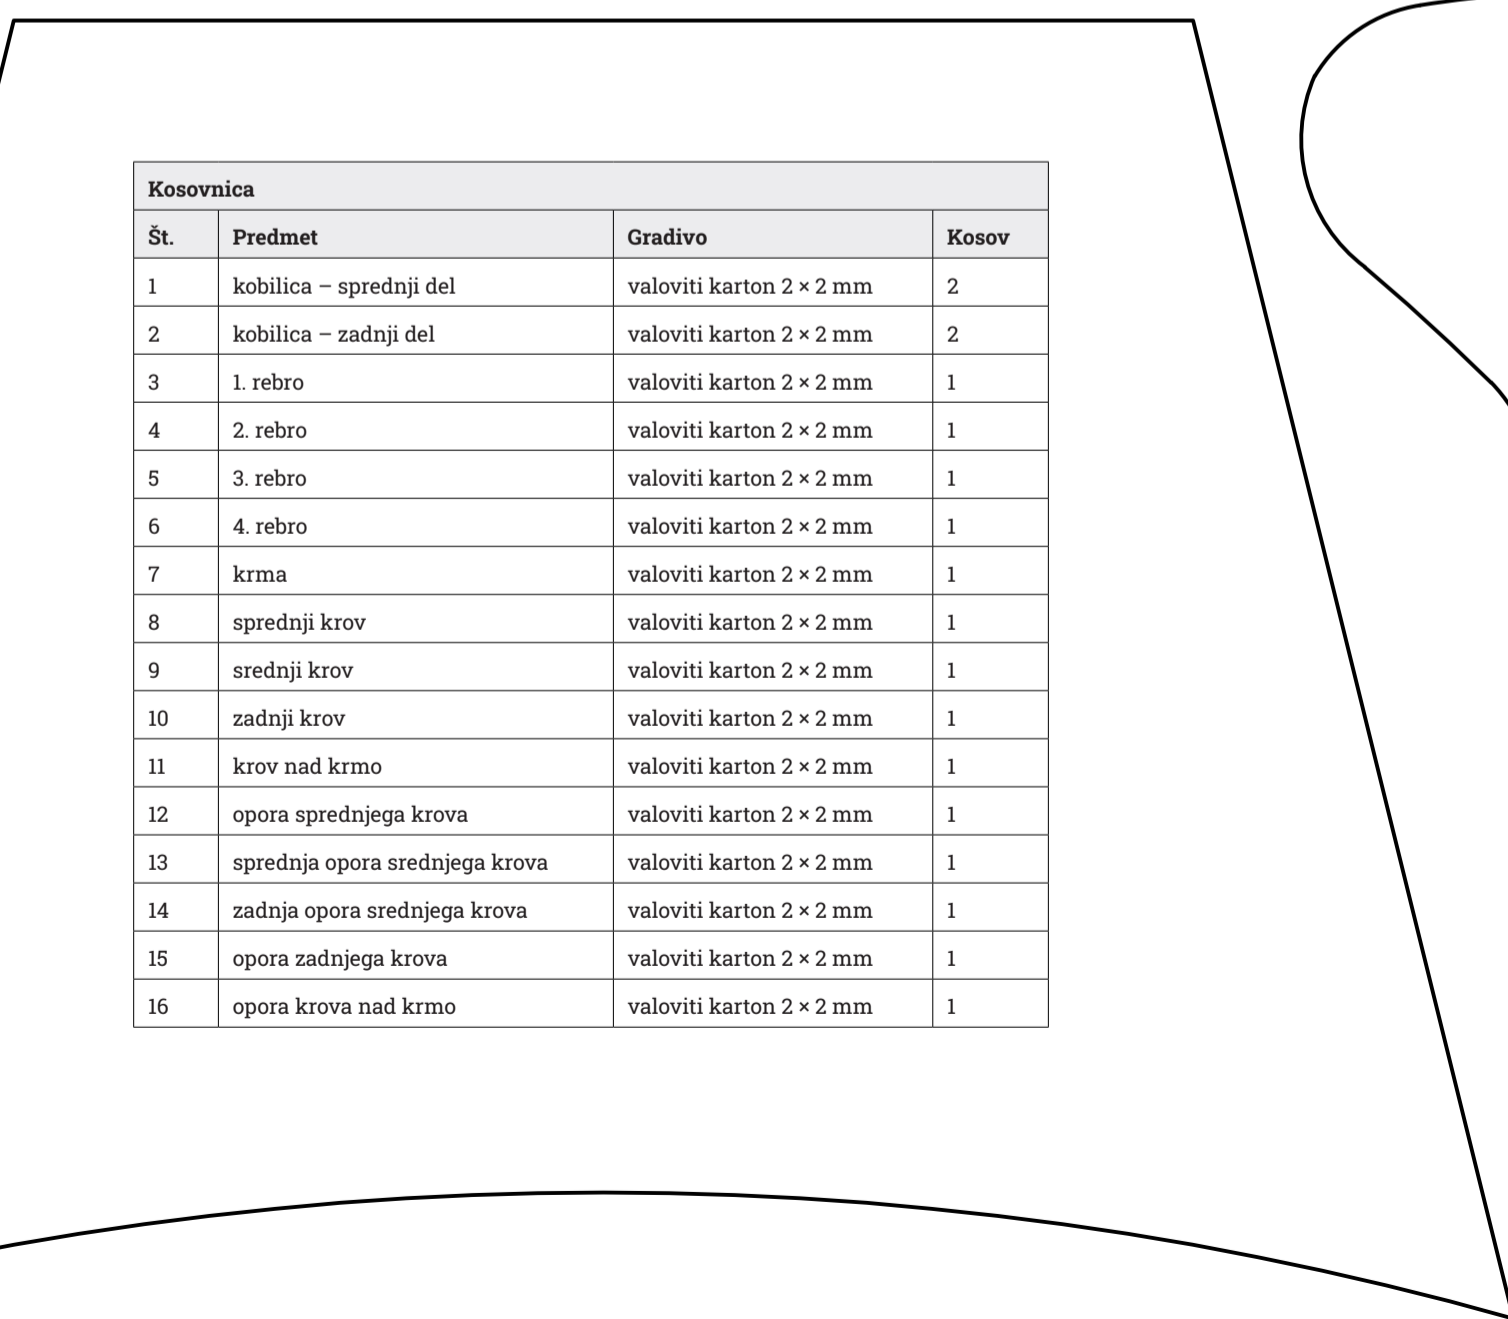 Kosovnica
Št. Predmet Gradivo Kosov
1 kobilica – sprednji del valoviti karton 2 × 2 mm 2
2 kobilica – zadnji del valoviti karton 2 × 2 mm 2
3 1. rebro valoviti karton 2 × 2 mm 1
4 2. rebro valoviti karton 2 × 2 mm 1
5 3. rebro valoviti karton 2 × 2 mm 1
6 4. rebro valoviti karton 2 × 2 mm 1
7 krma valoviti karton 2 × 2 mm 1
8 sprednji krov valoviti karton 2 × 2 mm 1
9 srednji krov valoviti karton 2 × 2 mm 1
10 zadnji krov valoviti karton 2 × 2 mm 1
11 krov nad krmo valoviti karton 2 × 2 mm 1
12 opora sprednjega krova valoviti karton 2 × 2 mm 1
13 sprednja opora srednjega krova valoviti karton 2 × 2 mm 1
14 zadnja opora srednjega krova valoviti karton 2 × 2 mm 1
15 opora zadnjega krova valoviti karton 2 × 2 mm 1
16 opora krova nad krmo valoviti karton 2 × 2 mm 1